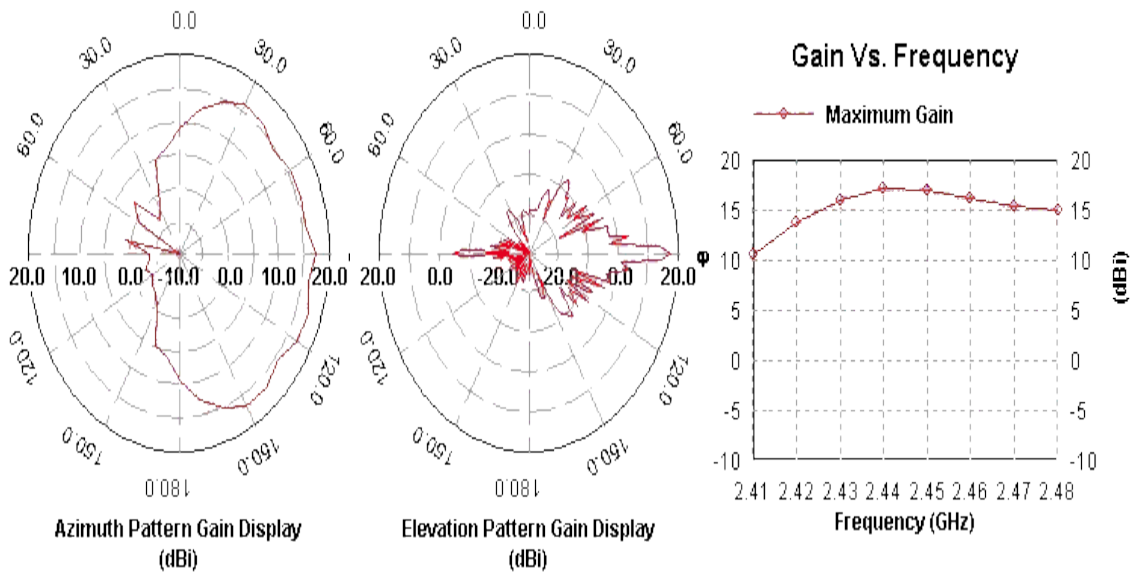 0.0
30.0
30.0
60.0
60.0
20.0 10.0 0.0 -10.0 0.0 10.0 20.0
120.0
120.0
150.0
150.0
180.0
Azimuth Pattern Gain Display
(dBi)
0.0
30.0
30.0
60.0
60.0
20.0 0.0 -20.0 -20.0 0.0 20.0
120.0
120.0
150.0
150.0
180.0
Elevation Pattern Gain Display
(dBi)
Gain Vs. Frequency
Maximum Gain
20 20
15 15
10 10
5 5
0 0
-5 -5
-10 -10
(dBi)
2.41 2.42 2.43 2.44 2.45 2.46 2.47 2.48
Frequency (GHz)